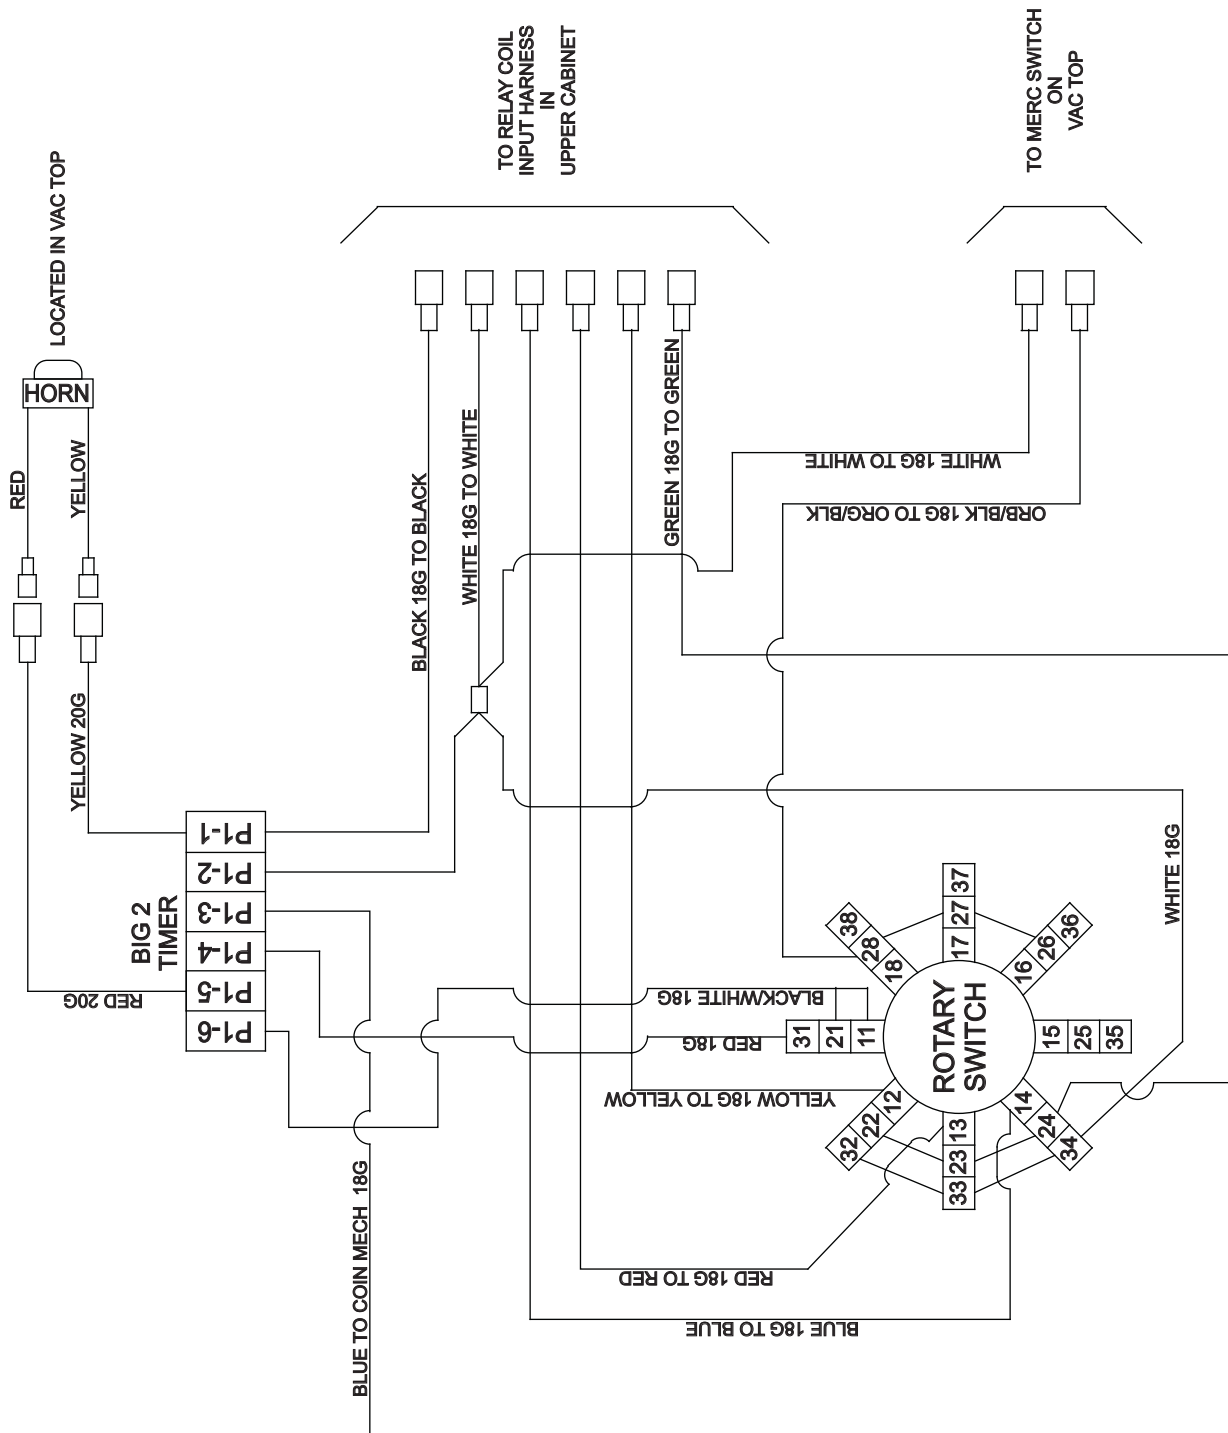 LOCATED IN VAC TOP
HORN
RED
YELLOW
YELLOW 20G
RED 20G
TO RELAY COIL
INPUT HARNESS
IN
UPPER CABINET
TO MERC SWITCH
ON
VAC TOP
BLACK 18G TO BLACK
WHITE 18G TO WHITE
GREEN 18G TO GREEN
WHITE 18G TO WHITE
ORB/BLK 18G TO ORG/BLK
BIG 2
TIMER
P1-1
P1-2
P1-3
P1-4
P1-5
P1-6
BLACK/WHITE 18G
RED 18G
YELLOW 18G TO YELLOW
RED 18G TO RED
BLUE 18G TO BLUE
BLUE TO COIN MECH 18G
WHITE 18G
ROTARY
SWITCH
38
28
18
37
27
17
36
26
16
31
21
11
15
25
35
32
22
12
33
23
13
14
24
34